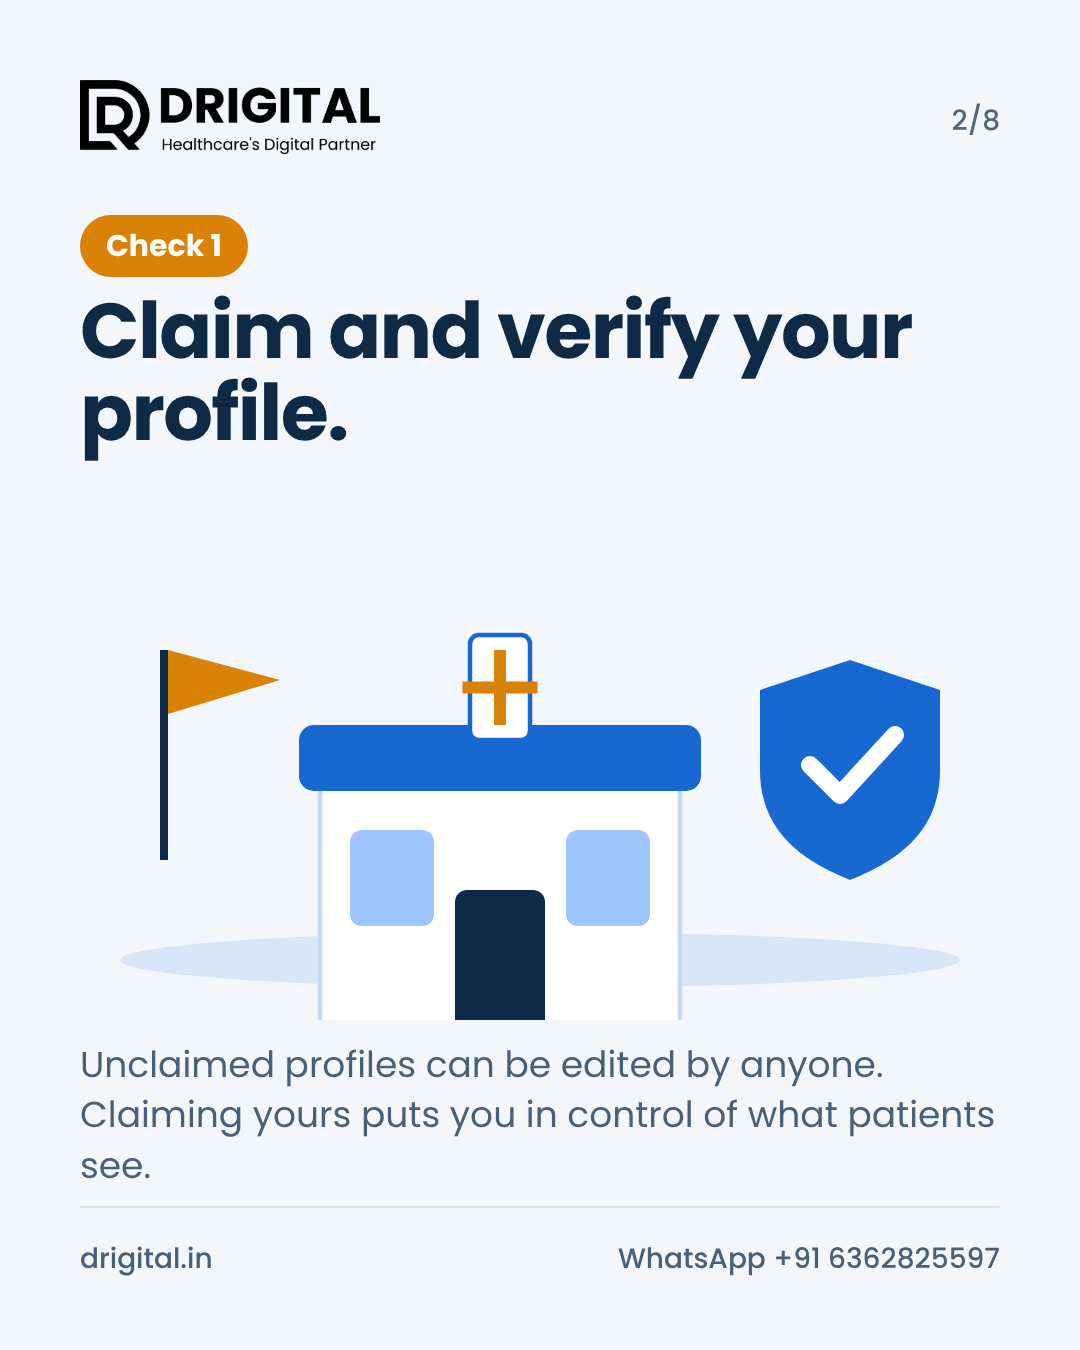 DRIGITAL
Healthcare's Digital Partner
2/8
Check 1
Claim and verify your
profile.
Unclaimed profiles can be edited by anyone.
Claiming yours puts you in control of what patients
see.
drigital.in
WhatsApp +91 6362825597